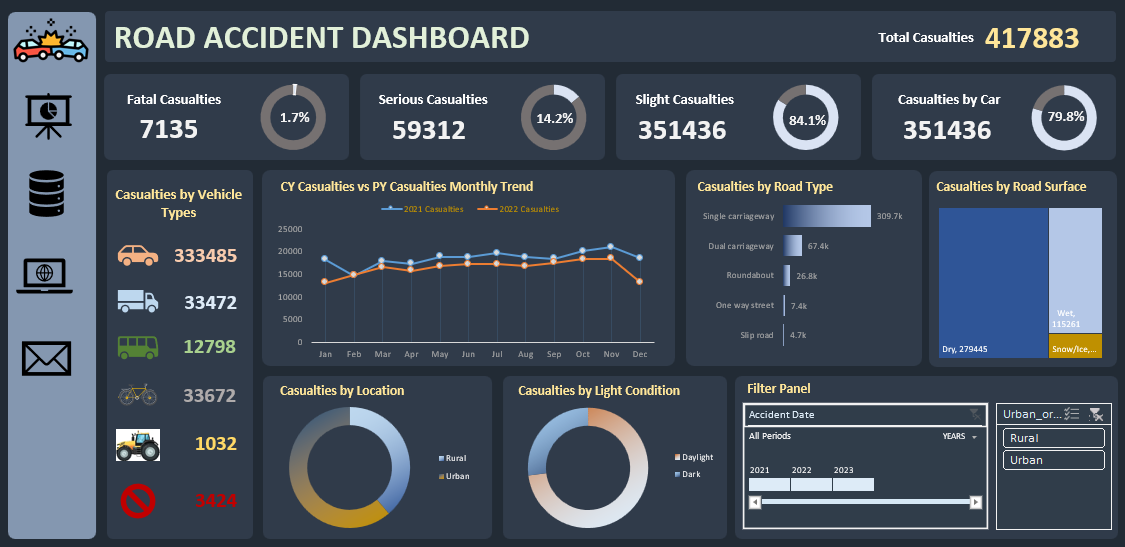 ROAD ACCIDENT DASHBOARD
Total Casualties 417883
Fatal Casualties
7135
1.7%
Serious Casualties
59312
14.2%
Slight Casualties
351436
84.1%
Casualties by Car
351436
79.8%
Casualties by Vehicle
Types
333485
33472
12798
33672
1032
3424
CY Casualties vs PY Casualties Monthly Trend
2021 Casualties 2022 Casualties
25000
20000
15000
10000
5000
0
Jan Feb Mar Apr May Jun Jul Aug Sep Oct Nov Dec
Casualties by Road Type
Single carriageway 309.7k
Dual carriageway 67.4k
Roundabout 26.8k
One way street 7.4k
Slip road 4.7k
Casualties by Road Surface
Dry, 279445
Wet,
115261
Snow/Ice,...
Casualties by Location
Rural
Urban
Casualties by Light Condition
Daylight
Dark
Filter Panel
Accident Date
All Periods YEARS
2021 2022 2023
Urban_or...
Rural
Urban